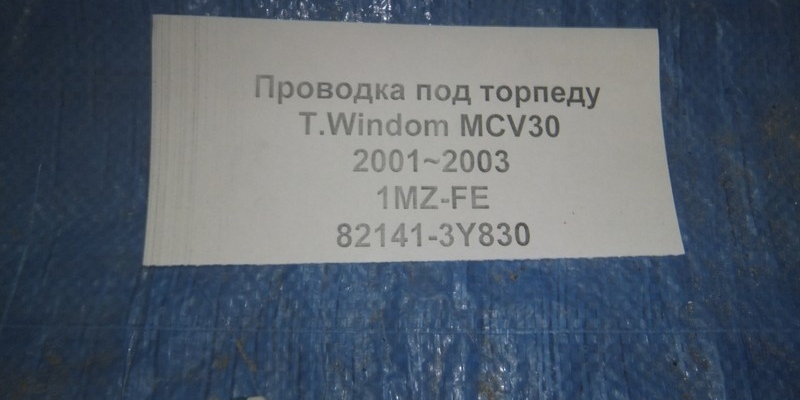 Проводка под торпеду
T.Windom MCV30
2001~2003
1MZ-FE
82141-3Y830